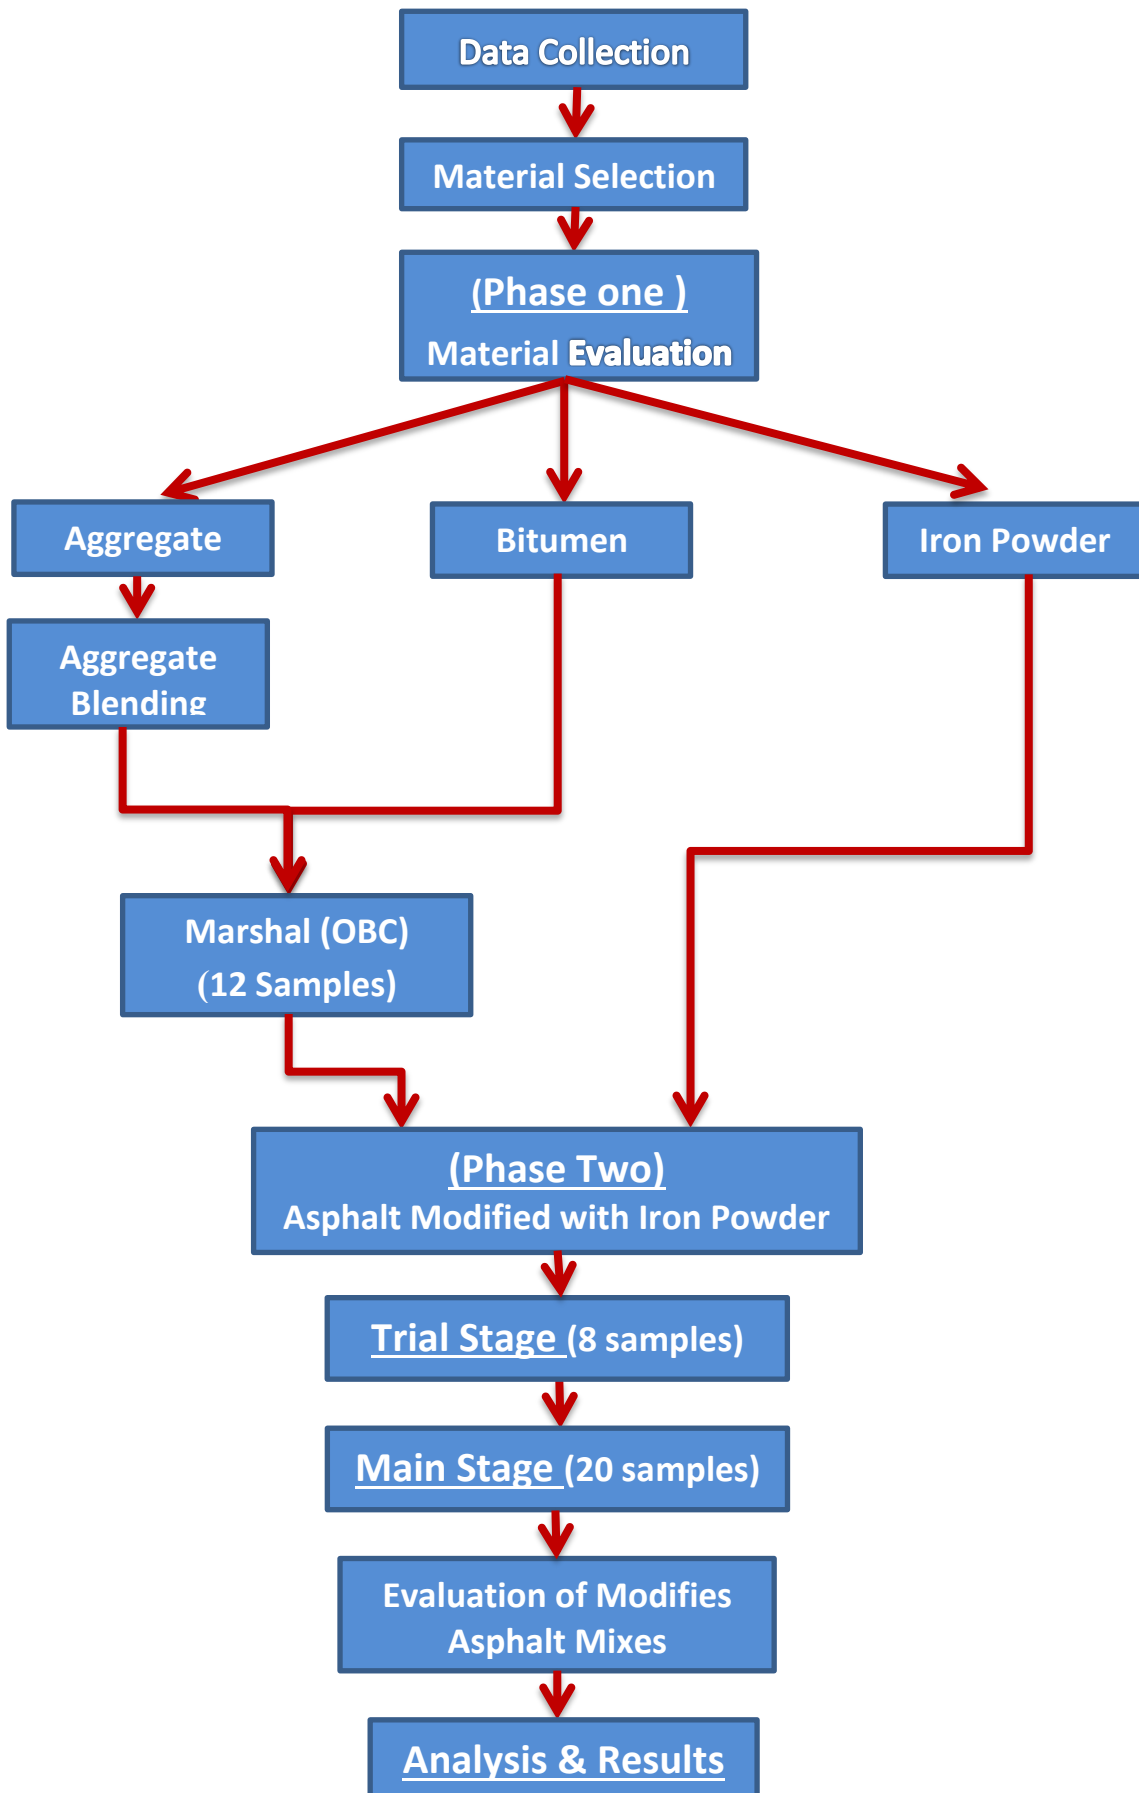 Data Collection
Material Selection
(Phase one )
Material Evaluation
Aggregate
Bitumen
Iron Powder
Aggregate
Blending
Marshal (OBC)
(12 Samples)
(Phase Two)
Asphalt Modified with Iron Powder
Trial Stage (8 samples)
Main Stage (20 samples)
Evaluation of Modifies
Asphalt Mixes
Analysis & Results